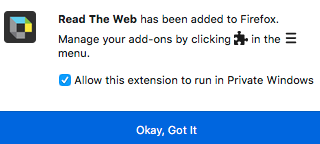 Read The Web has been added to Firefox.
Manage your add-ons by clicking in the
menu.
Allow this extension to run in Private Windows
Okay, Got It